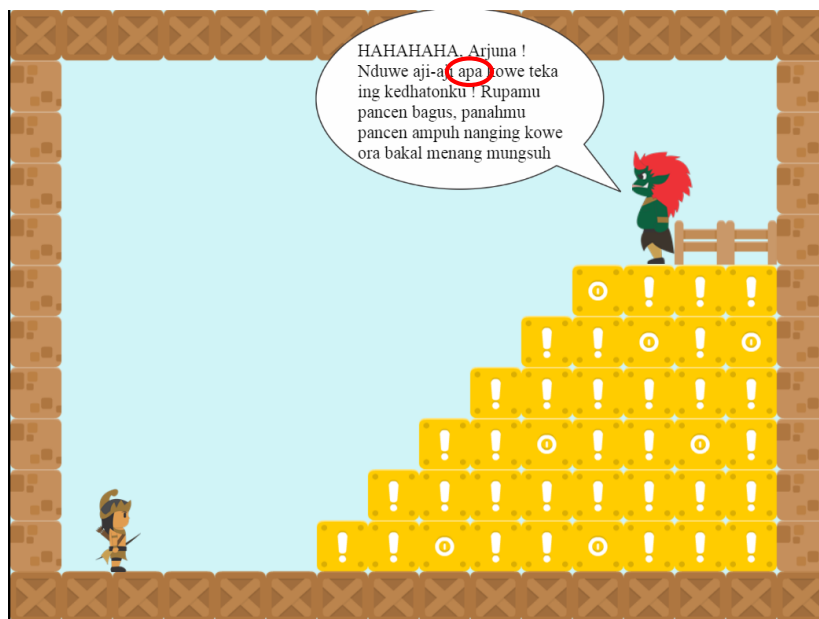 HAHAHAHA, Arjuna !
Nduwe aji-aji apa kowe teka
ing kedhatonku ! Rupamu
pancen bagus, panahmu
pancen ampuh nanging kowe
ora bakal menang mungsuh